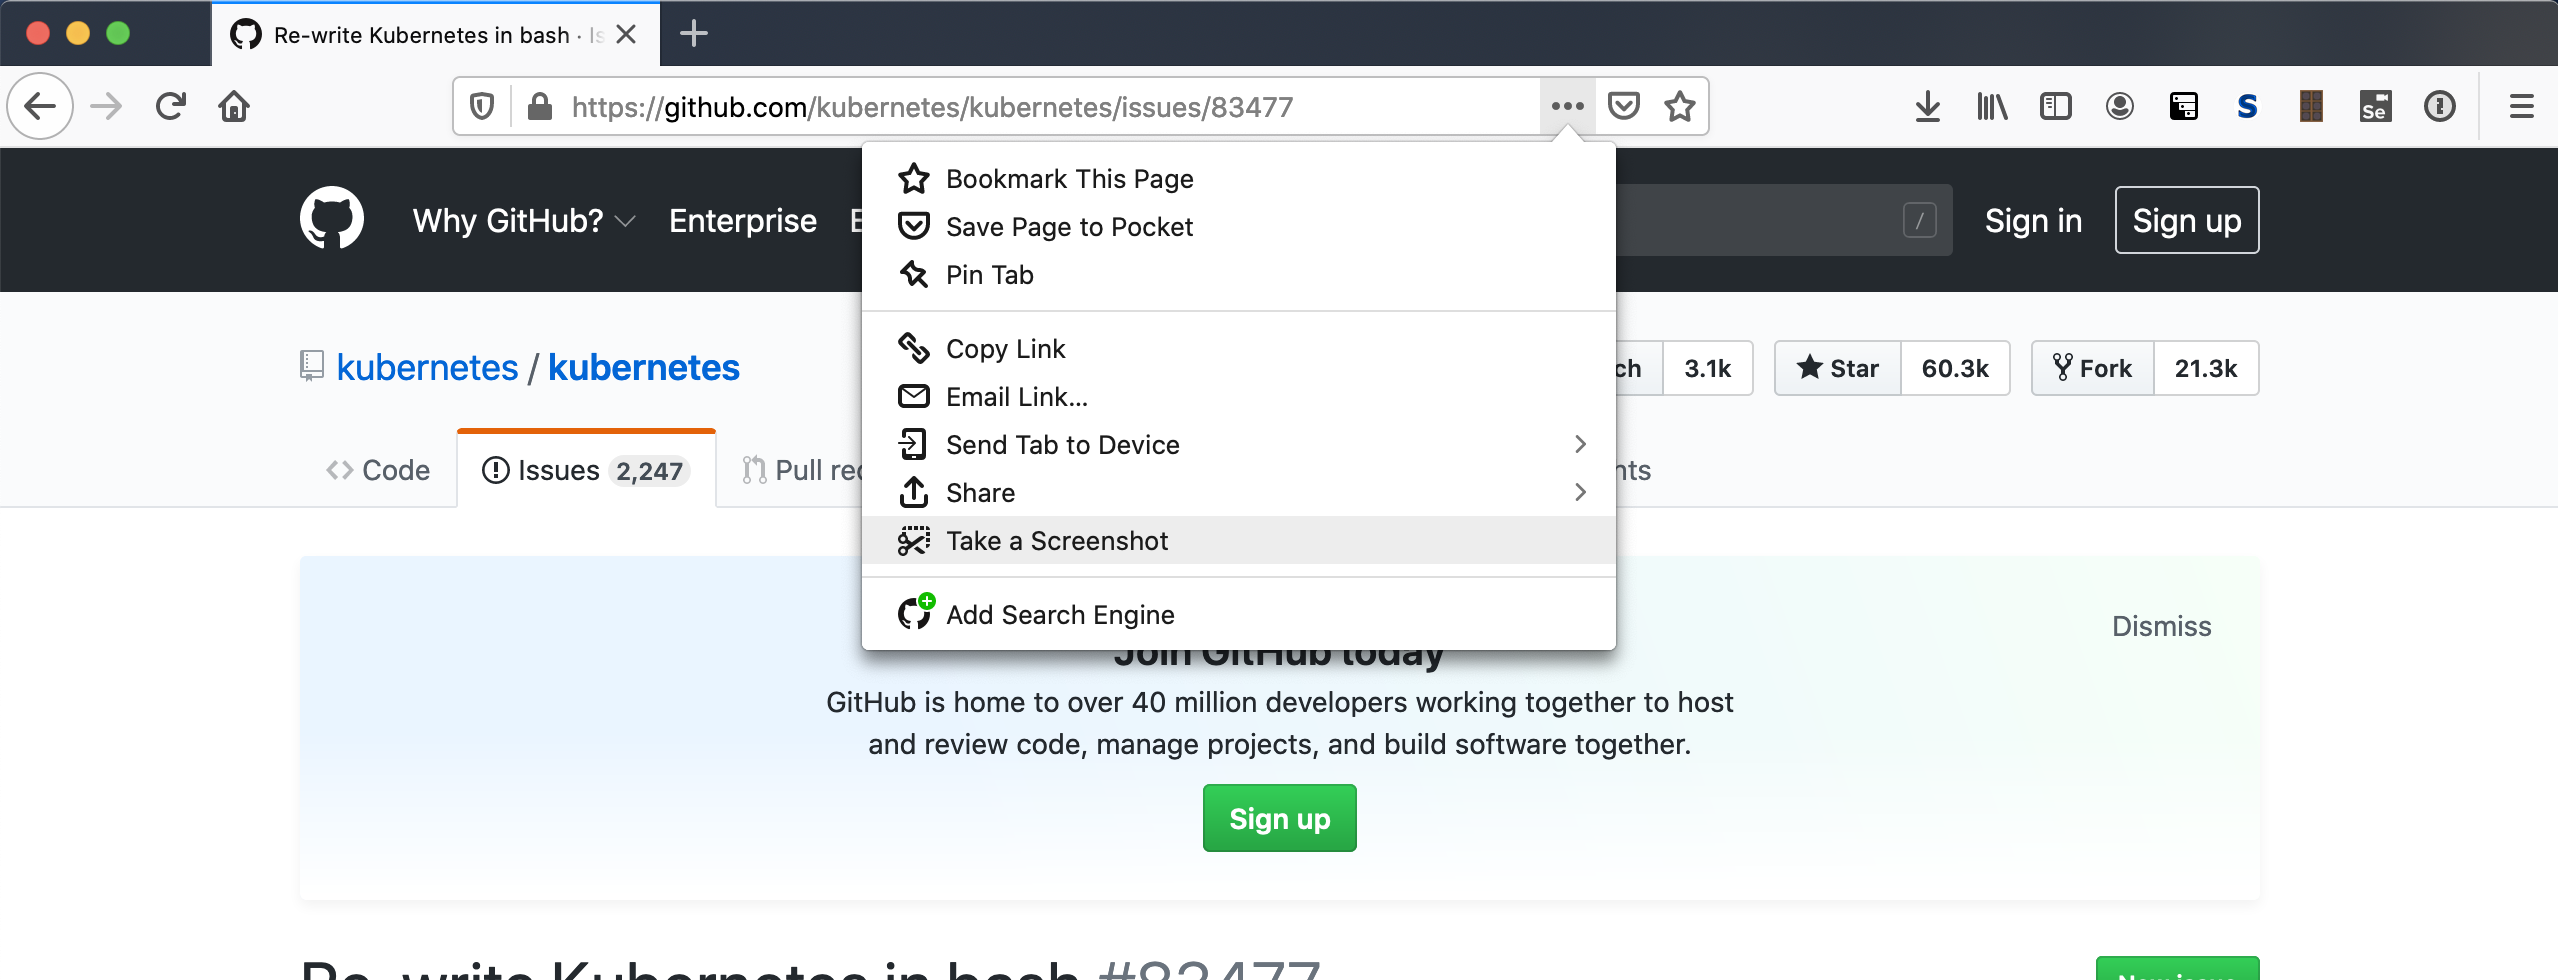 Re-write Kubernetes in bash · Is
https://github.com/kubernetes/kubernetes/issues/83477
S
Se
Bookmark This Page
Save Page to Pocket
Pin Tab
Copy Link
Email Link...
Send Tab to Device
Share
Take a Screenshot
Add Search Engine
Why GitHub?
Enterprise
/
Sign in
Sign up
kubernetes / kubernetes
3.1k
Star
60.3k
Fork
21.3k
Code
Issues 2,247
Pull
Dismiss
Join GitHub today
GitHub is home to over 40 million developers working together to host
and review code, manage projects, and build software together.
Sign up
Re-write Kubernetes in bash #83477
New issue